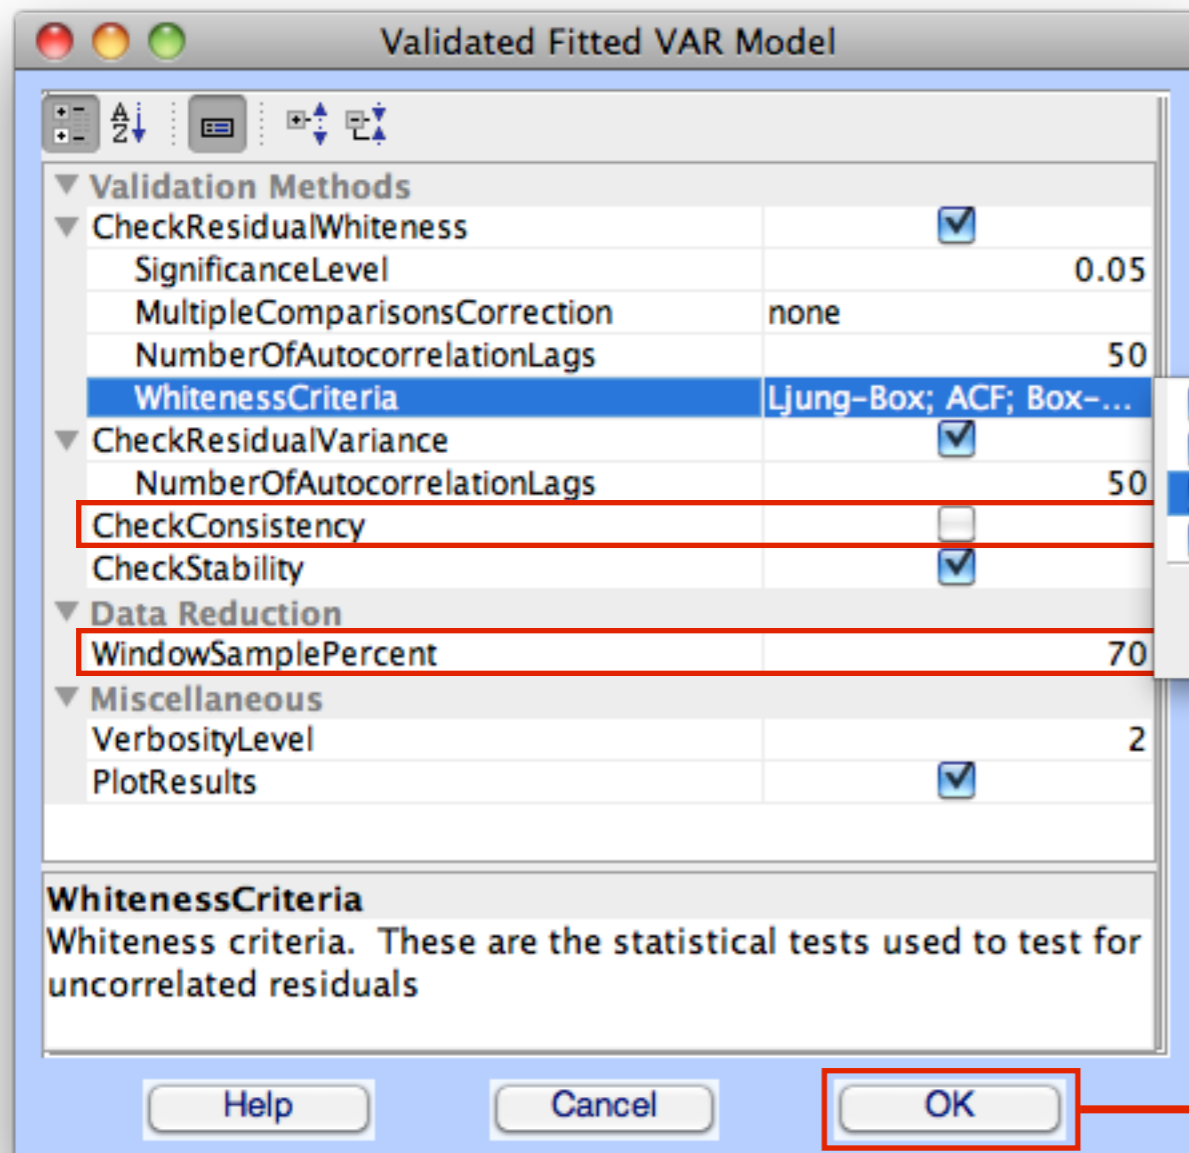 Validated Fitted VAR Model
A
Z
Validation Methods
CheckResidualWhiteness
SignificanceLevel 0.05
MultipleComparisonsCorrection none
NumberOfAutocorrelationLags 50
WhitenessCriteria Ljung-Box; ACF; Box-...
CheckResidualVariance
NumberOfAutocorrelationLags 50
CheckConsistency
CheckStability
Data Reduction
WindowSamplePercent 70
Miscellaneous
VerbosityLevel 2
PlotResults
WhitenessCriteria
Whiteness criteria. These are the statistical tests used to test for
uncorrelated residuals
Help Cancel OK